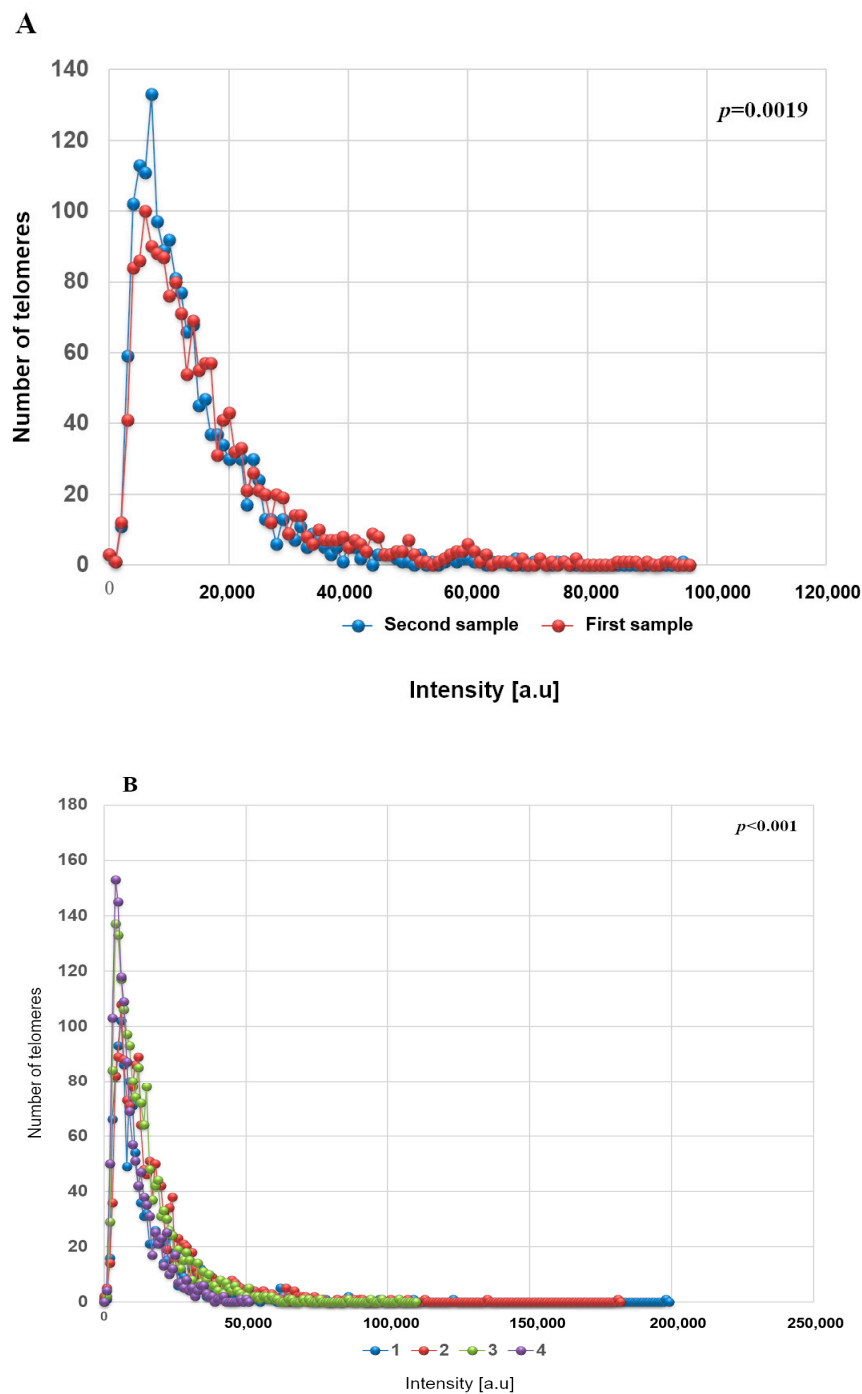 A
140
p=0.0019
120
100
80
60
40
20
0
Number of telomeres
0 20,000 40,000 60,000 80,000 100,000 120,000
Second sample First sample
Intensity [a.u]
B
180
p<0.001
160
140
120
100
80
60
40
20
0
Number of telomeres
0 50,000 100,000 150,000 200,000 250,000
1 2 3 4
Intensity [a.u]